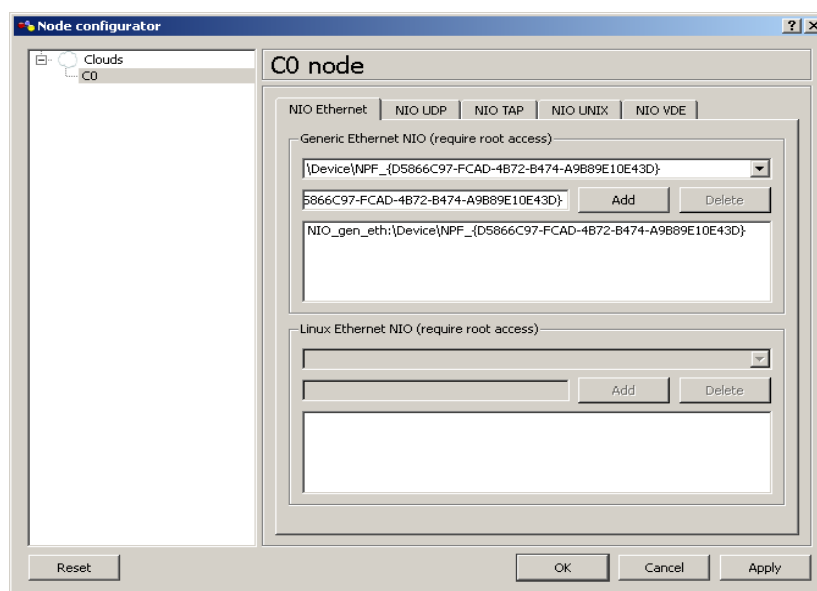 Node configurator
Clouds
C0
C0 node
NIO Ethernet NIO UDP NIO TAP NIO UNIX NIO VDE
Generic Ethernet NIO (require root access)
\Device\NPF_{D5866C97-FCAD-4B72-B474-A9B89E10E43D}
5866C97-FCAD-4B72-B474-A9B89E10E43D} Add Delete
NIO_gen_eth:\Device\NPF_{D5866C97-FCAD-4B72-B474-A9B89E10E43D}
Linux Ethernet NIO (require root access)
Add Delete
Reset OK Cancel Apply